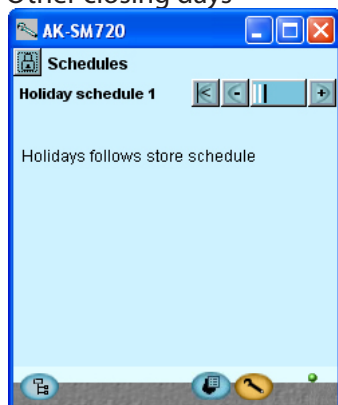 Other closing days
AK-SM720
Schedules
Holiday schedule 1
Holidays follows store schedule